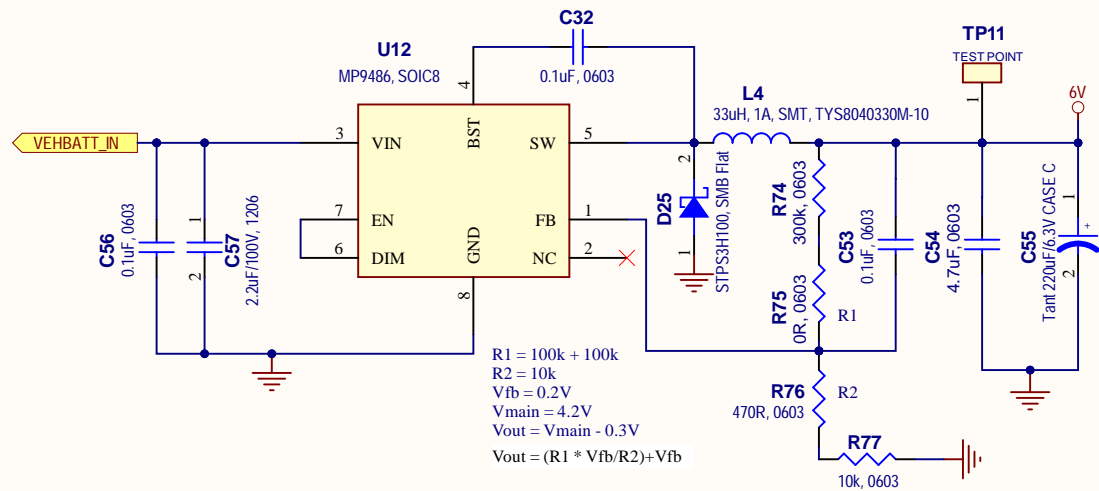 C32
0.1uF, 0603
U12
MP9486, SOIC8
TP11
TEST POINT
1
6V
L4
33uH, 1A, SMT, TYS8040330M-10
VEHBATT_IN
3
VIN
4
BST
SW
5
7
EN
6
DIM
GND
8
FB
1
NC
2
C56
0.1uF, 0603
1
2
C57
2.2uF/100V, 1206
2
1
D25
STPS3H100, SMB Flat
R74
300k, 0603
R75
0R, 0603
R1
C53
0.1uF, 0603
C54
4.7uF, 0603
C55
Tant 220uF/6.3V CASE C
1
+
2
R1 = 100k + 100k
R2 = 10k
Vfb = 0.2V
Vmain = 4.2V
Vout = Vmain - 0.3V
Vout = (R1 * Vfb/R2)+Vfb
R76
470R, 0603
R2
R77
10k, 0603